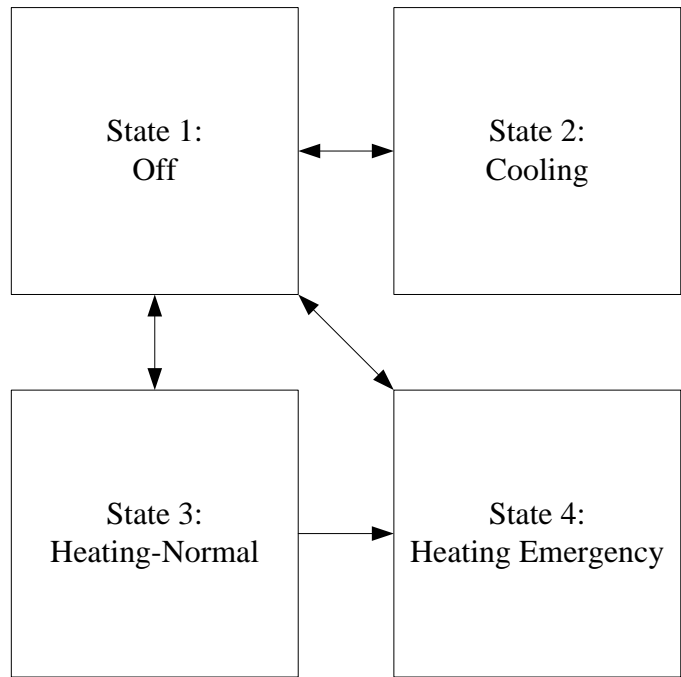 State 1:
Off
State 2:
Cooling
State 3:
Heating-Normal
State 4:
Heating Emergency